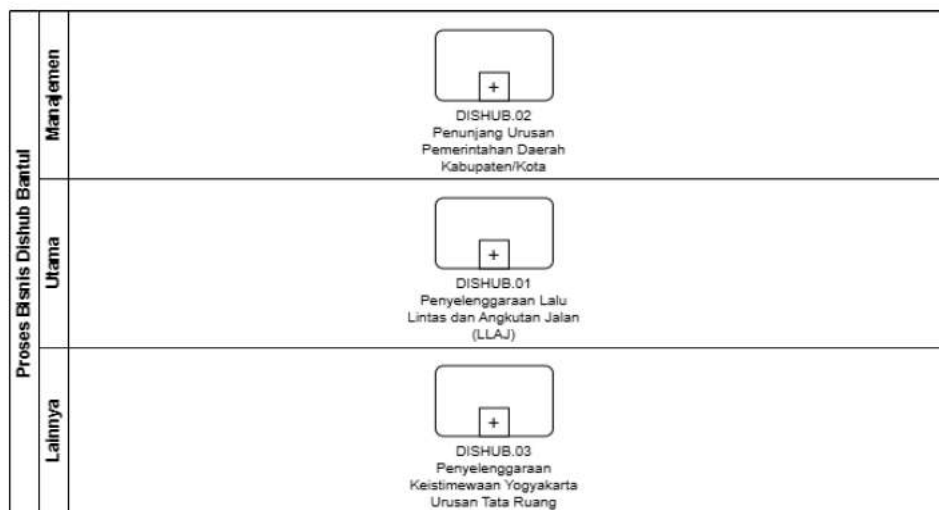 Proses Bisnis Dishub Bantul
Manajemen
+
DISHUB.02
Penunjang Urusan
Pemerintahan Daerah
Kabupaten/Kota
Utama
+
DISHUB.01
Penyelenggaraan Lalu
Lintas dan Angkutan Jalan
(LLAJ)
Lainnya
+
DISHUB.03
Penyelenggaraan
Keistimewaan Yogyakarta
Urusan Tata Ruang